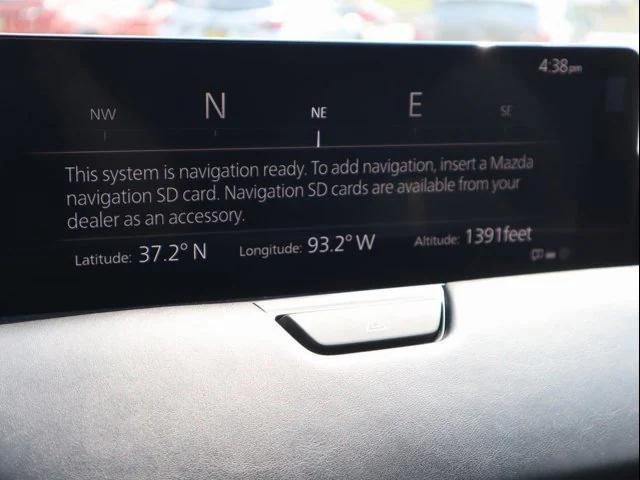 4:38pm
NW N NE E SE
This system is navigation ready. To add navigation, insert a Mazda
navigation SD card. Navigation SD cards are available from your
dealer as an accessory.
Latitude: 37.2° N Longitude: 93.2° W Altitude: 1391feet